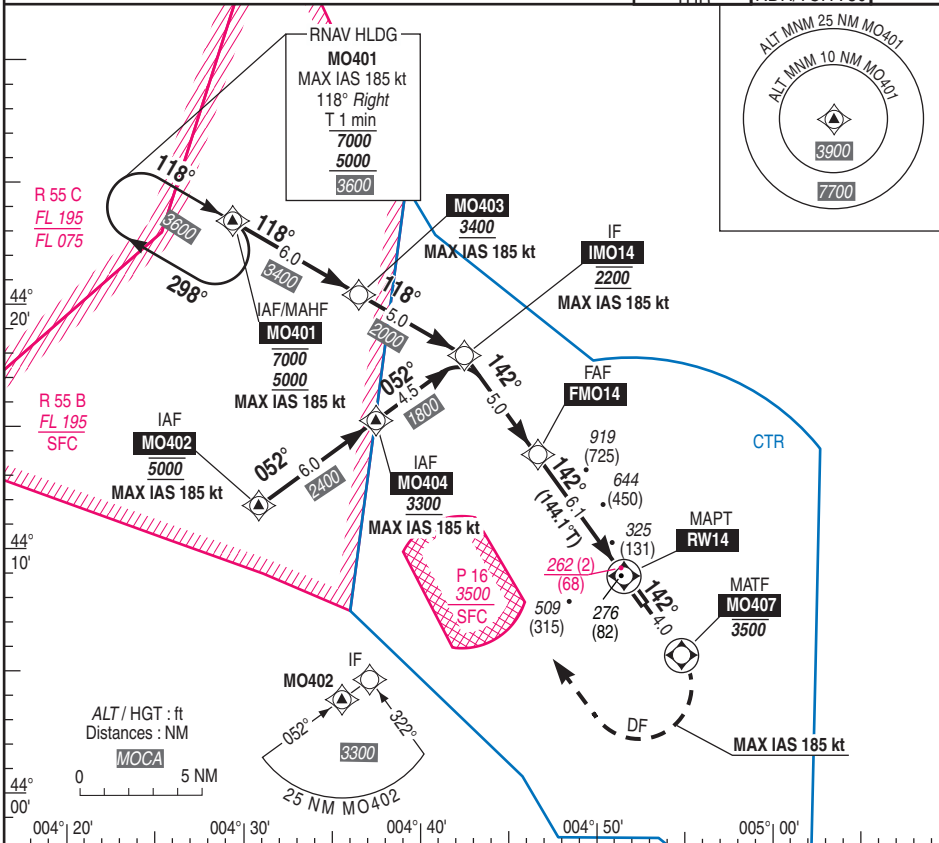 RNAV HLDG
MO401
MAX IAS 185 kt
118° Right
T 1 min
7000
5000
3600
ALT MNM 25 NM MO401
ALT MNM 10 NM MO401
3900
7700
R 55 C
FL 195
FL 075
118°
3600
298°
118°
6.0
3400
MO403
3400
MAX IAS 185 kt
IF
IMO14
2200
MAX IAS 185 kt
118°
5.0
2000
44°
20'
IAF/MAHF
MO401
7000
5000
MAX IAS 185 kt
052°
4.5
1800
142°
5.0
FAF
FMO14
R 55 B
FL 195
SFC
IAF
MO402
5000
MAX IAS 185 kt
052°
6.0
2400
IAF
MO404
3300
MAX IAS 185 kt
919
(725)
644
(450)
CTR
142°
6.1
(144.1°T)
325
(131)
MAPT
RW14
44°
10'
P 16
3500
SFC
262 (2)
(68)
509
(315)
276
(82)
142°
4.0
MATF
MO407
3500
DF
MAX IAS 185 kt
IF
MO402
052°
322°
3300
25 NM MO402
ALT / HGT : ft
Distances : NM
MOCA
0 5 NM
44°
00'
004° 20' 004° 30' 004° 40' 004° 50' 005° 00'